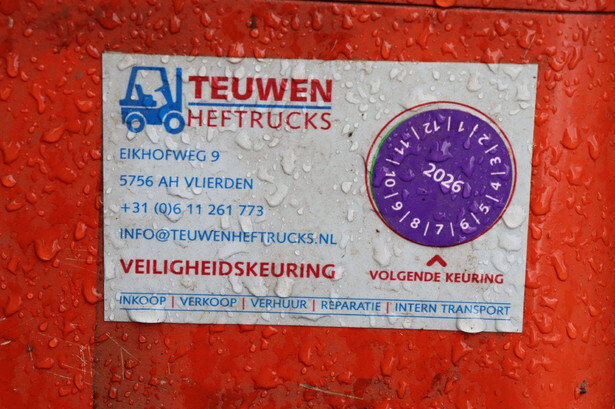 TEUWEN
HEFTRUCKS
EIKHOFWEG 9
5756 AH VLIERDEN
+31 (0)6 11 261 773
INFO@TEUWENHEFTRUCKS.NL
VEILIGHEIDSKEURING
1 2 3 4 5 6 7 8 9 10 11 12
2026
VOLGENDE KEURING
INKOOP | VERKOOP | VERHUUR | REPARATIE | INTERN TRANSPORT